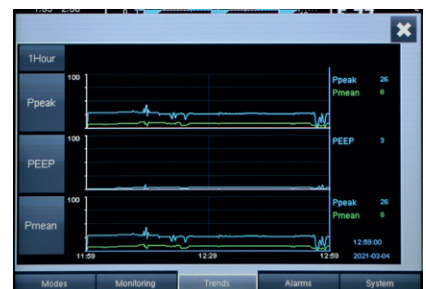 1Hour
Ppeak
100
Ppeak 26
Pmean 8
PEEP
100
PEEP 3
Pmean
100
Ppeak 26
Pmean 8
12:59:00
11:59 12:29 12:59 2021-03-04
Modes Monitoring Trends Alarms System